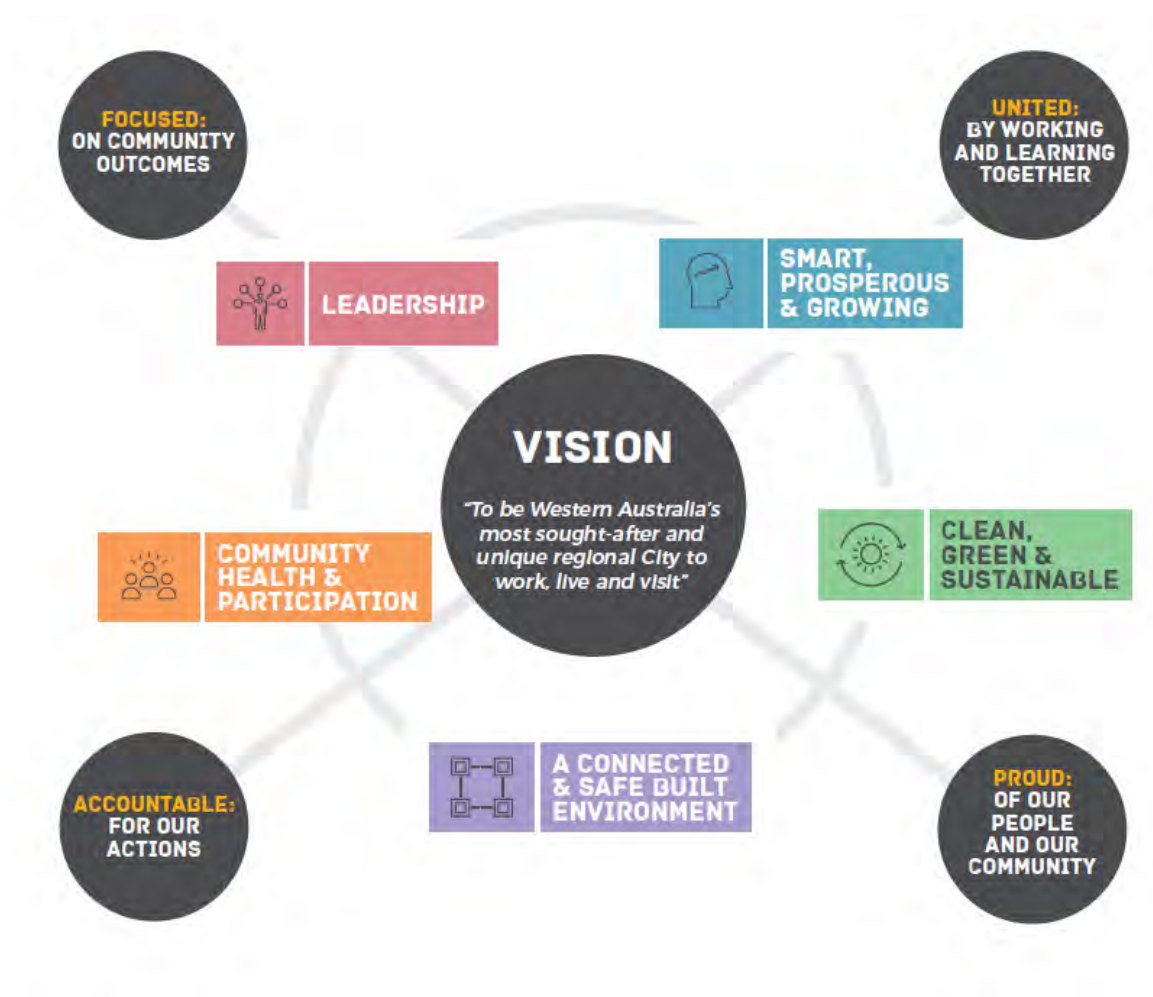 FOCUSED:
ON COMMUNITY
OUTCOMES
UNITED:
BY WORKING
AND LEARNING
TOGETHER
LEADERSHIP
SMART,
PROSPEROUS
& GROWING
VISION
"To be Western Australia's
most sought-after and
unique regional City to
work, live and visit"
COMMUNITY
HEALTH &
PARTICIPATION
CLEAN,
GREEN &
SUSTAINABLE
A CONNECTED
& SAFE BUILT
ENVIRONMENT
ACCOUNTABLE:
FOR OUR
ACTIONS
PROUD:
OF OUR
PEOPLE
AND OUR
COMMUNITY